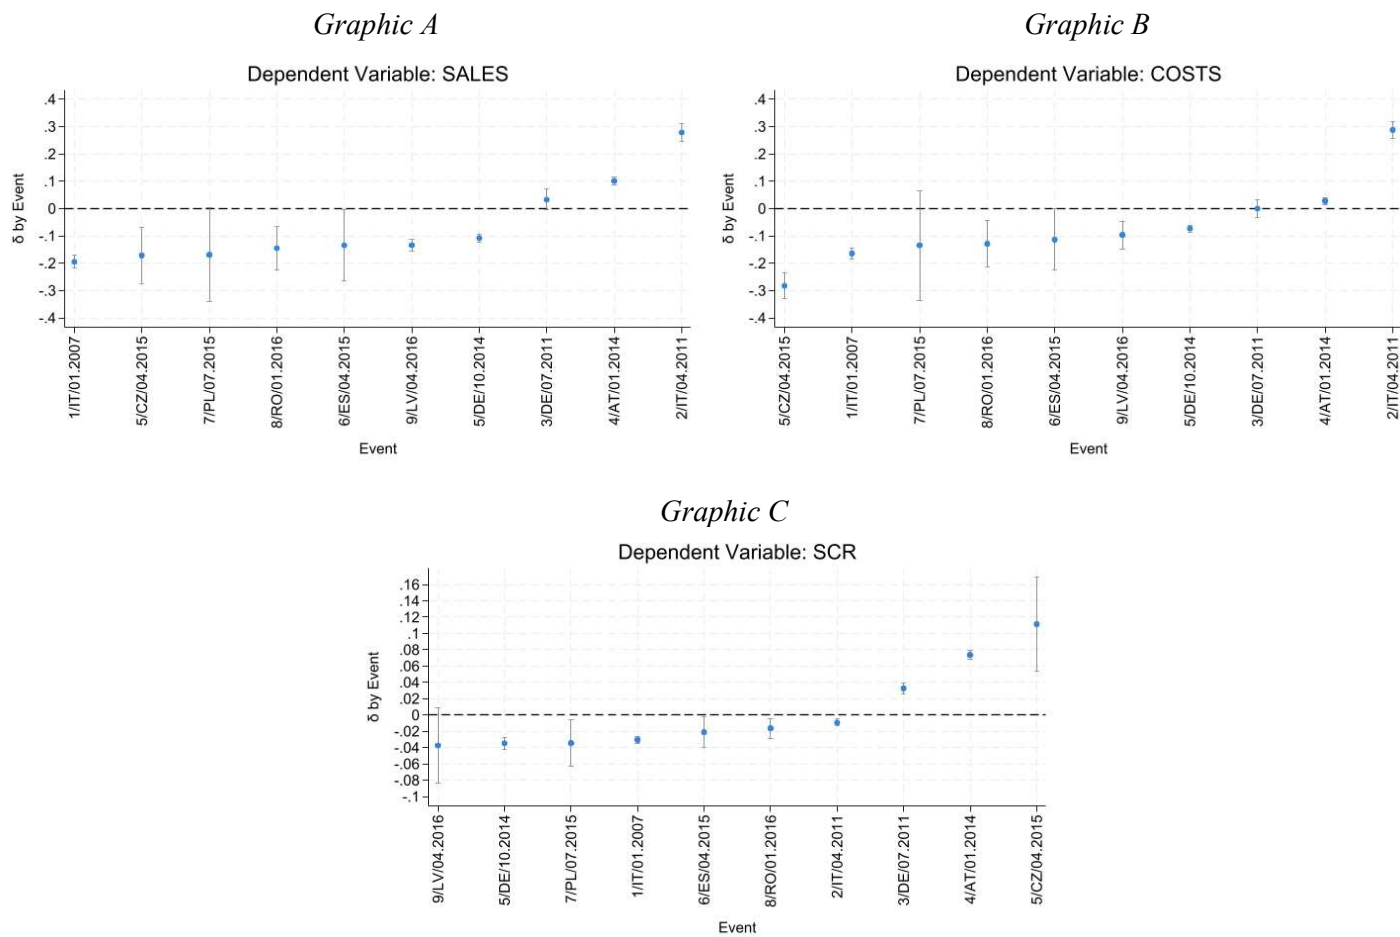 Graphic A
Dependent Variable: SALES
.4
.3
.2
.1
0
-.1
-.2
-.3
-.4
δ by Event
1/IT/01.2007
5/CZ/04.2015
7/PL/07.2015
8/RO/01.2016
6/ES/04.2015
9/LV/04.2016
5/DE/10.2014
3/DE/07.2011
4/AT/01.2014
2/IT/04.2011
Event
Graphic B
Dependent Variable: COSTS
.4
.3
.2
.1
0
-.1
-.2
-.3
-.4
δ by Event
5/CZ/04.2015
1/IT/01.2007
7/PL/07.2015
8/RO/01.2016
6/ES/04.2015
9/LV/04.2016
5/DE/10.2014
3/DE/07.2011
4/AT/01.2014
2/IT/04.2011
Event
Graphic C
Dependent Variable: SCR
.16
.14
.12
.1
.08
.06
.04
.02
0
-.02
-.04
-.06
-.08
-.1
δ by Event
9/LV/04.2016
5/DE/10.2014
7/PL/07.2015
1/IT/01.2007
6/ES/04.2015
8/RO/01.2016
2/IT/04.2011
3/DE/07.2011
4/AT/01.2014
5/CZ/04.2015
Event